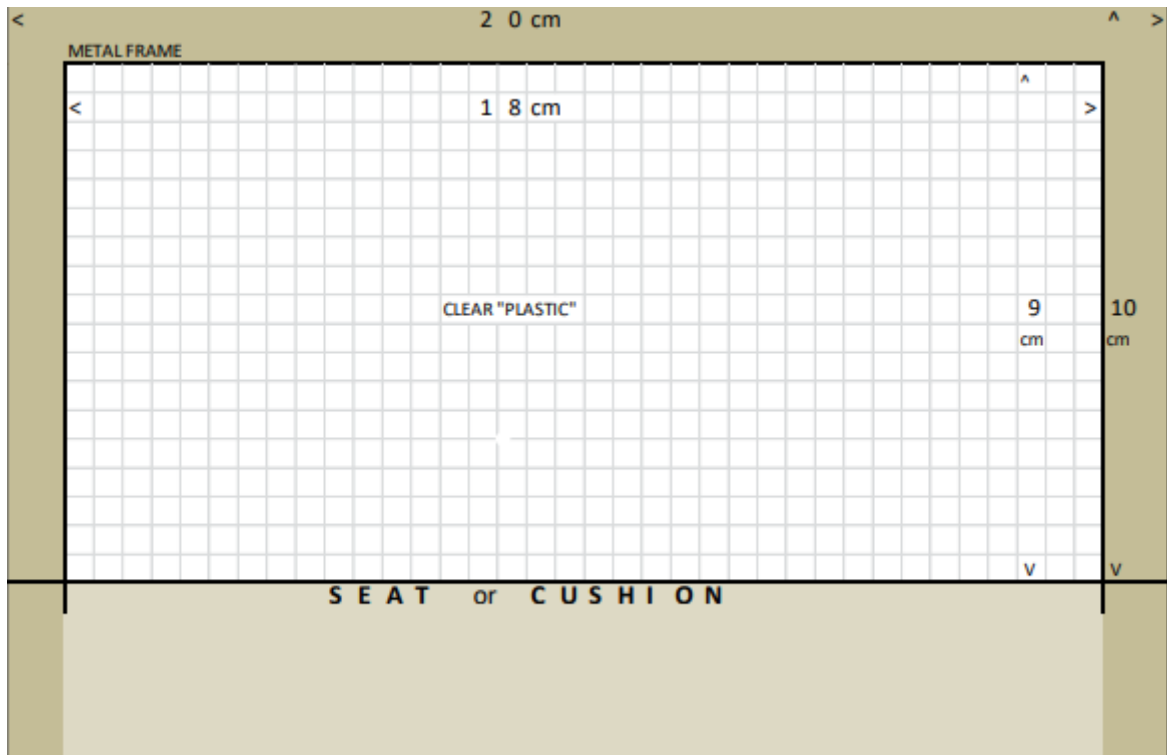 < 2 0 cm ^ >
METAL FRAME
^
< 1 8 cm >
CLEAR "PLASTIC" 9 10
cm cm
v v
S E A T or C U S H I O N